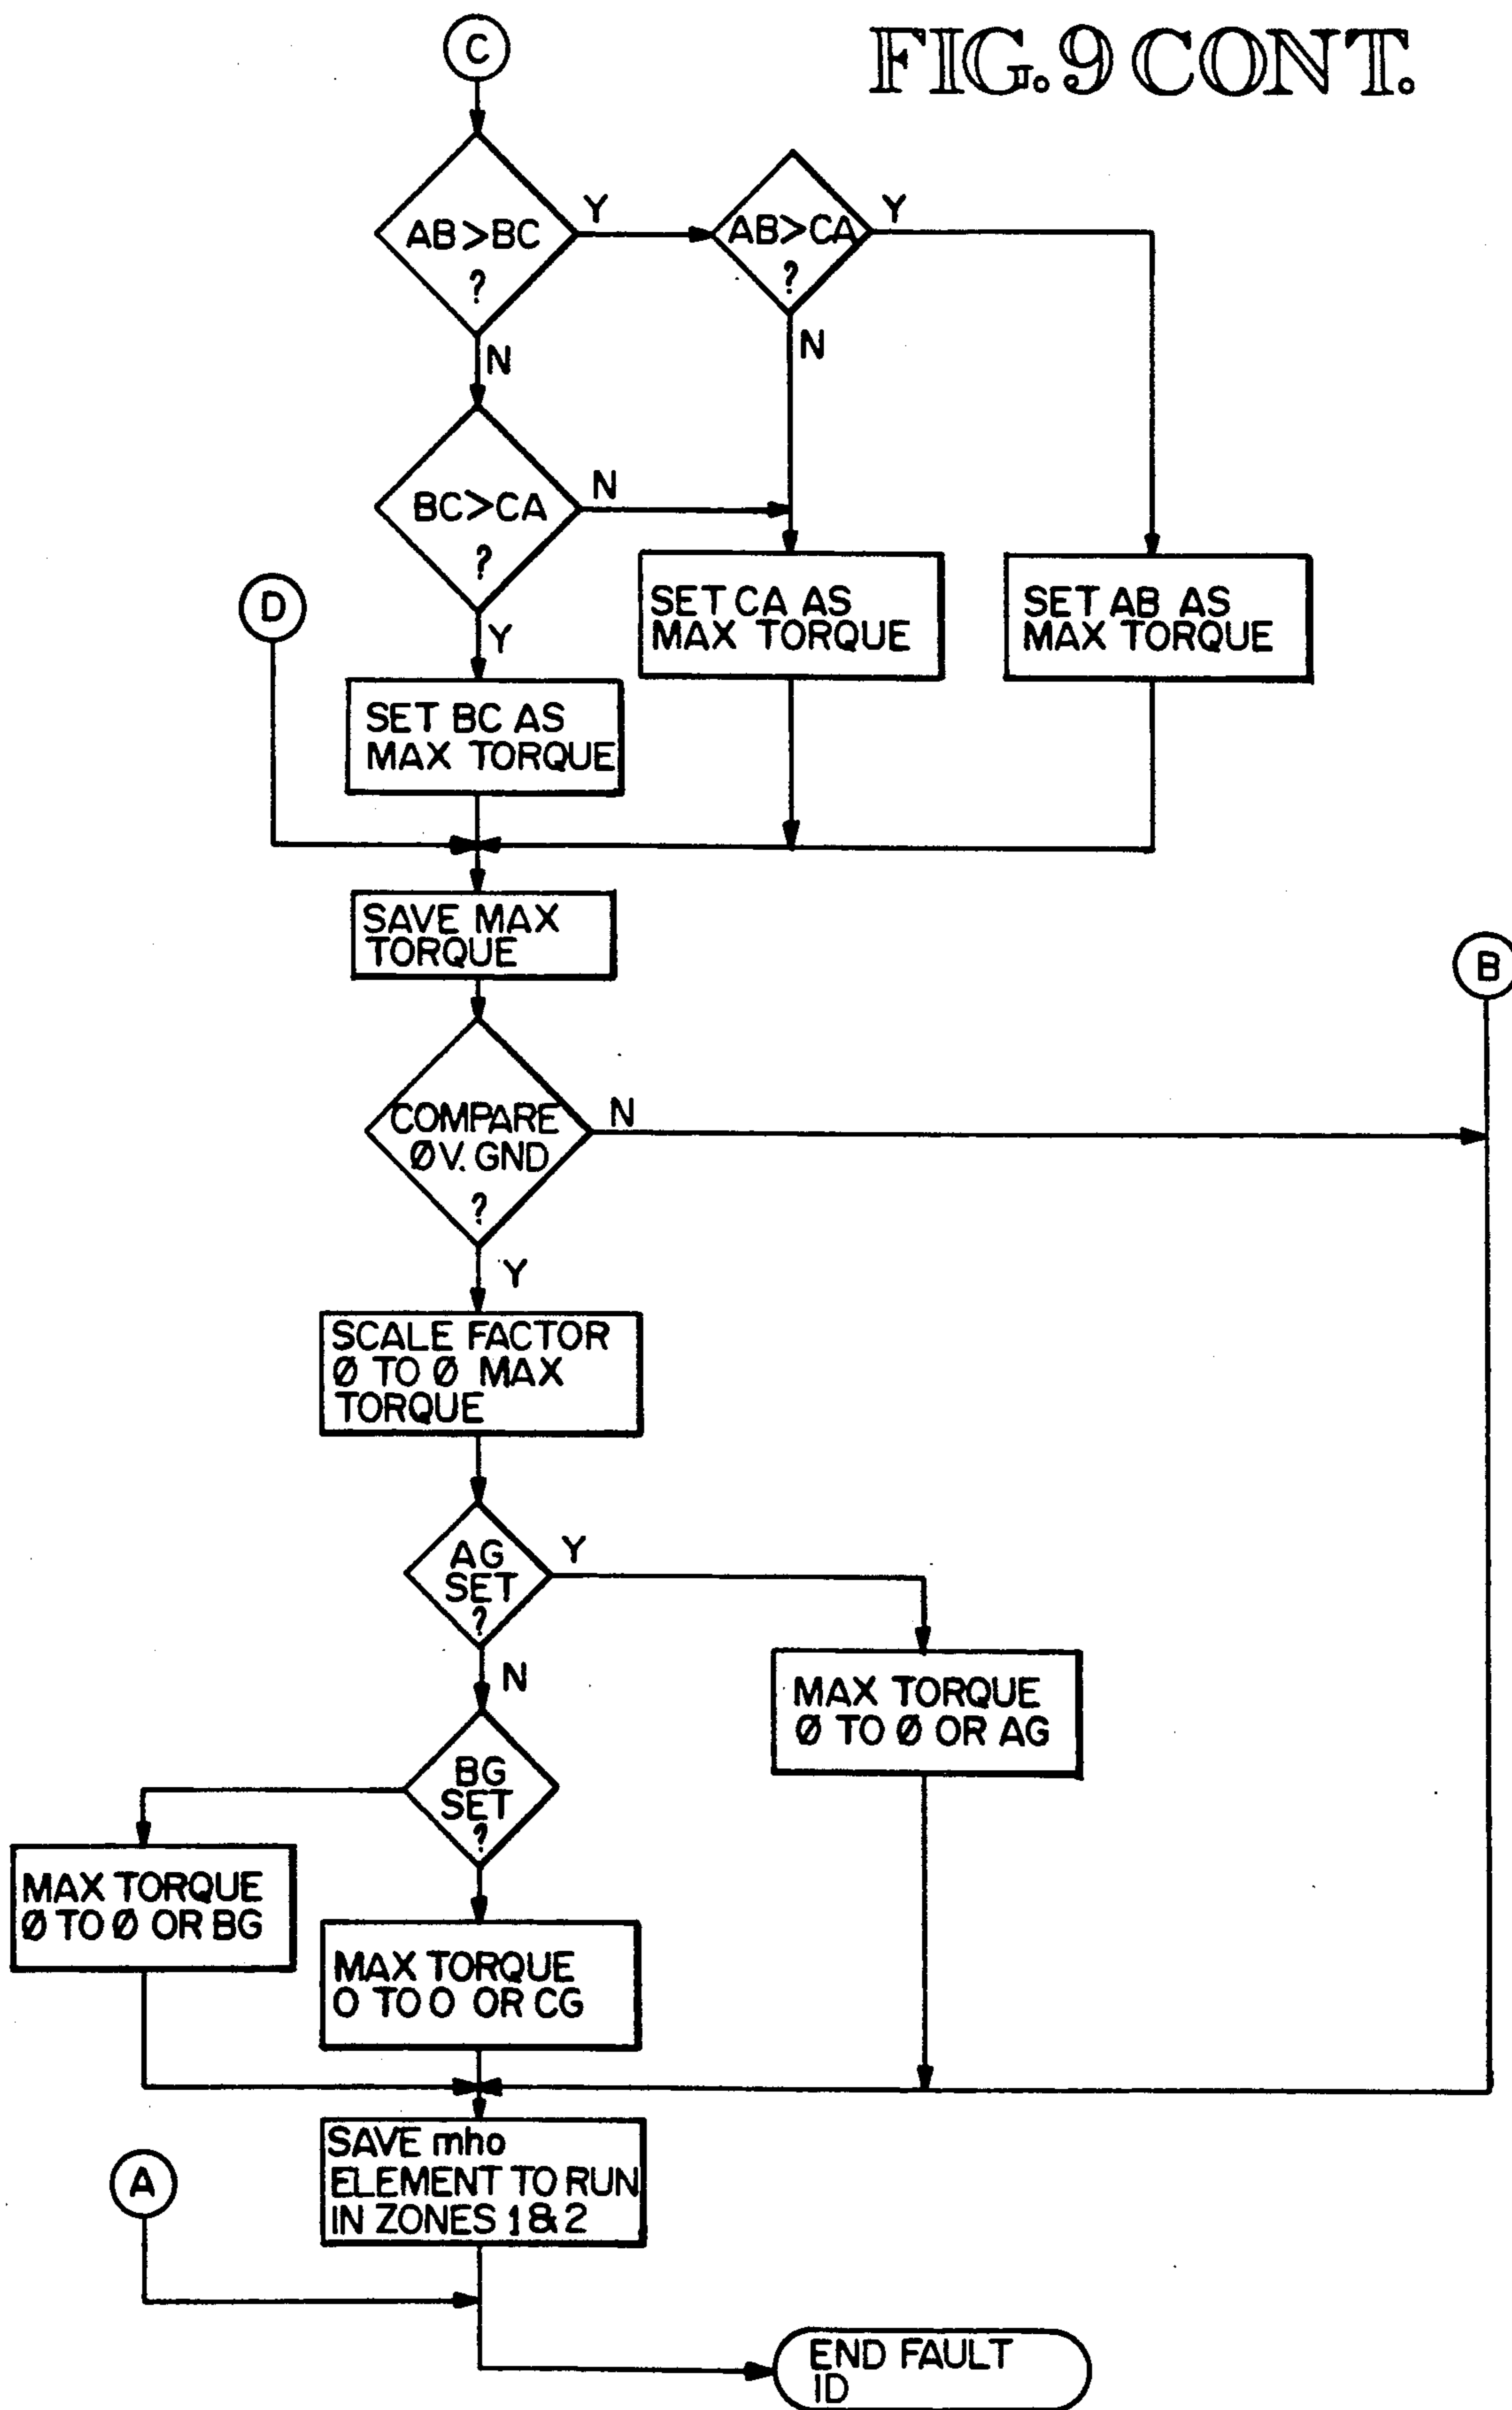 FIG. 9 CONT.
C
AB>BC
?
Y
N
AB>CA
?
Y
N
BC>CA
?
N
Y
D
SET CA AS
MAX TORQUE
SET AB AS
MAX TORQUE
SET BC AS
MAX TORQUE
SAVE MAX
TORQUE
B
COMPARE
Ø V. GND
?
N
Y
SCALE FACTOR
Ø TO Ø MAX
TORQUE
AG
SET
?
Y
N
MAX TORQUE
Ø TO Ø OR AG
BG
SET
?
MAX TORQUE
Ø TO Ø OR BG
MAX TORQUE
O TO O OR CG
SAVE mho
ELEMENT TO RUN
IN ZONES 1 & 2
A
END FAULT
ID